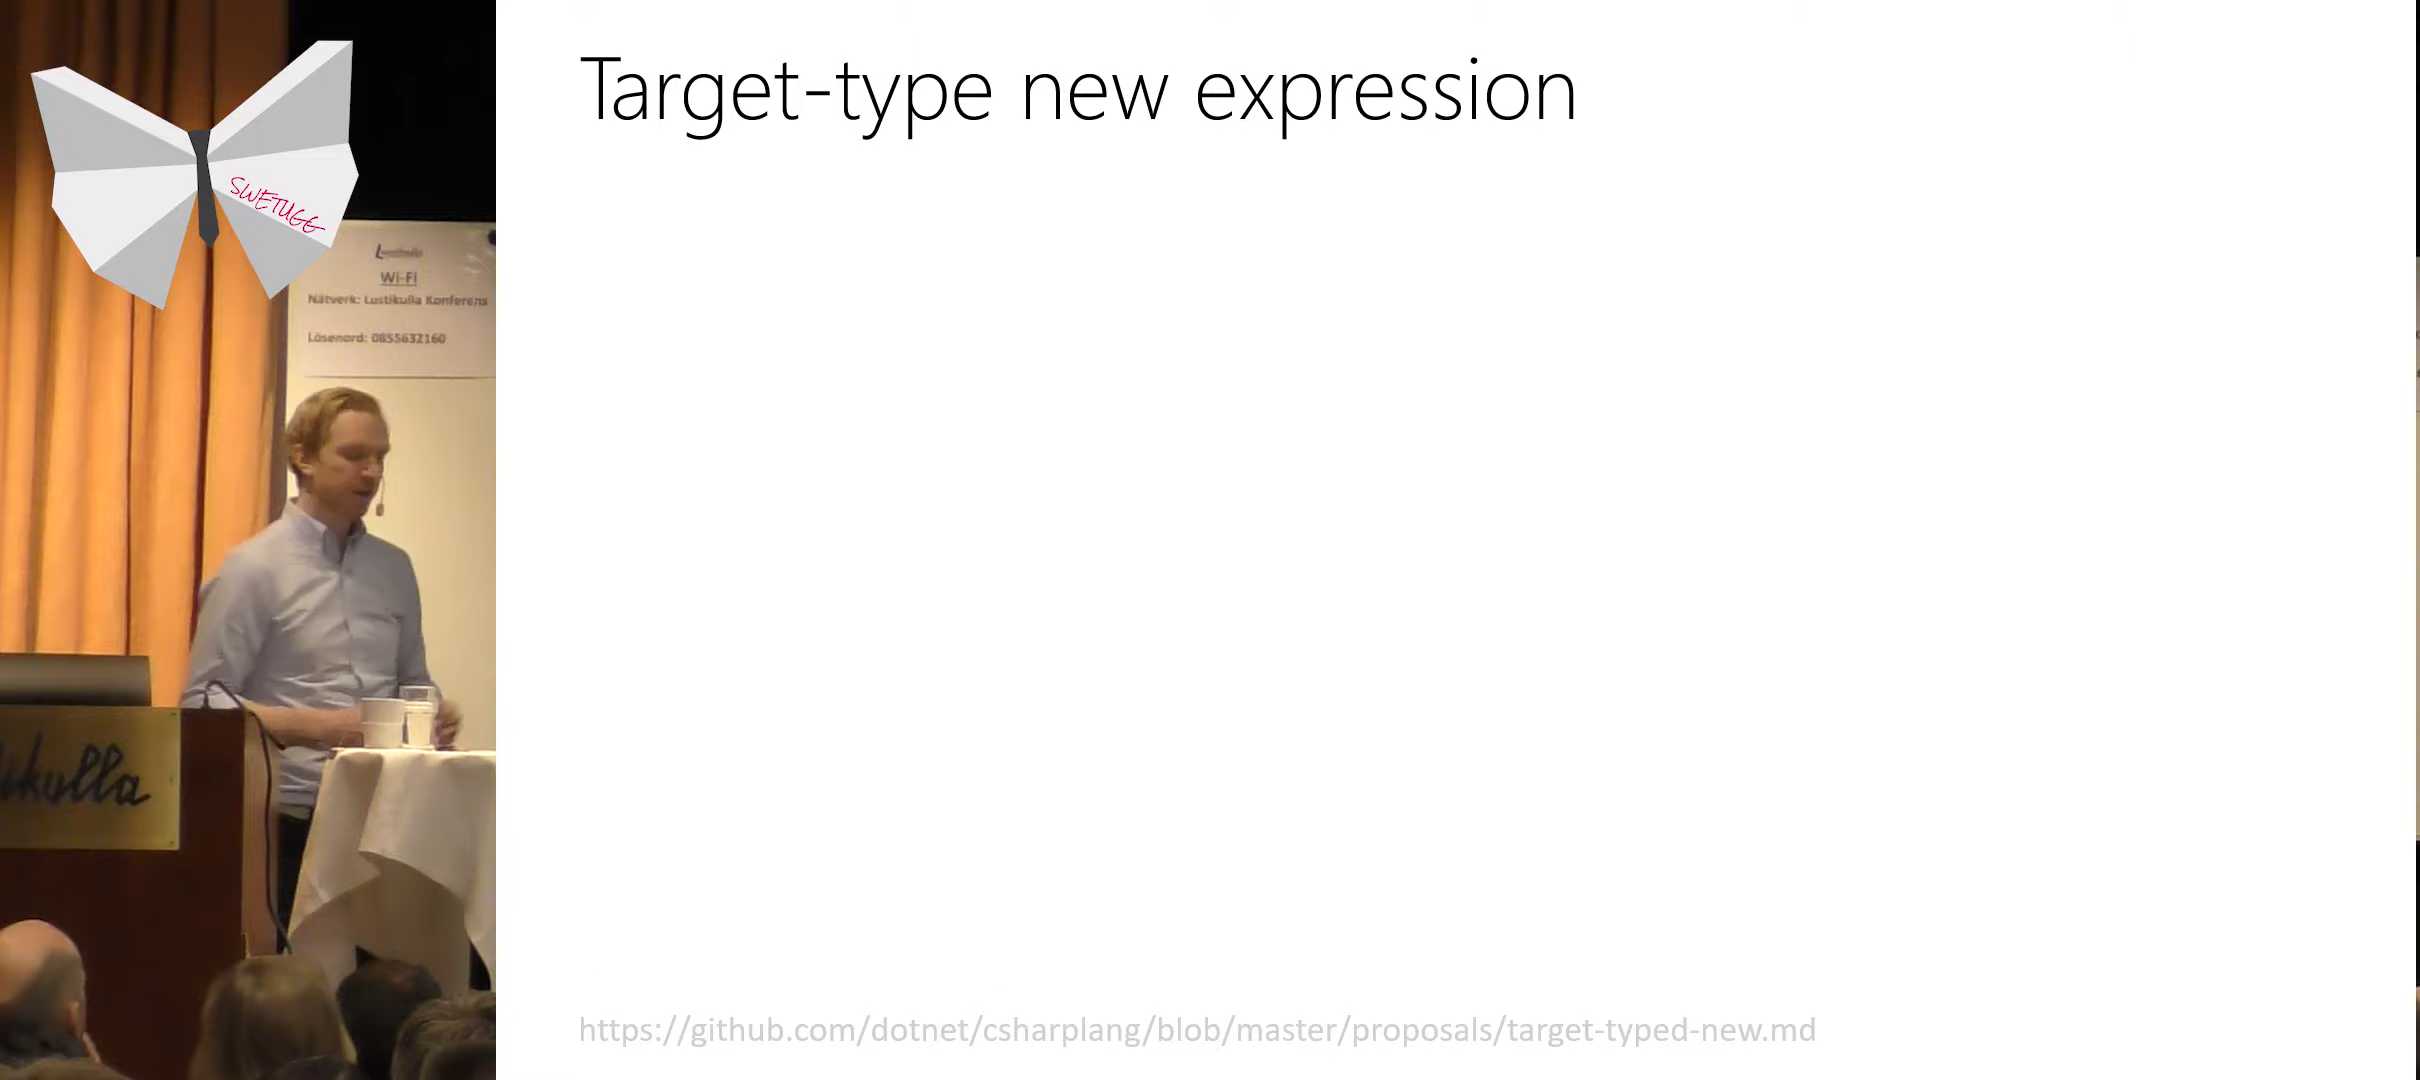 Target-type new expression
SWETUGG
Wi-Fi
Nätverk: Lustikulla Konferens
Lösenord: 0855632160
https://github.com/dotnet/csharplang/blob/master/proposals/target-typed-new.md